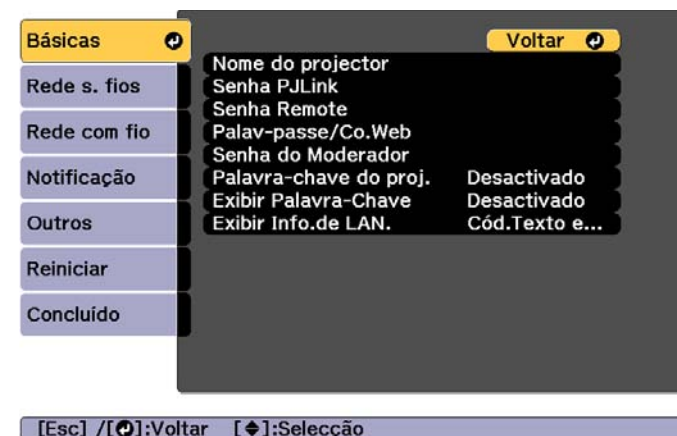 Básicas
Voltar
Nome do projector
Rede s. fios
Senha PJLink
Senha Remote
Rede com fio
Palav-passe/Co.Web
Senha do Moderador
Notificação
Palavra-chave do proj. Desactivado
Exibir Palavra-Chave Desactivado
Outros
Exibir Info.de LAN. Cód.Texto e...
Reiniciar
Concluído
[Esc] /[ ]:Voltar [ ]:Selecção